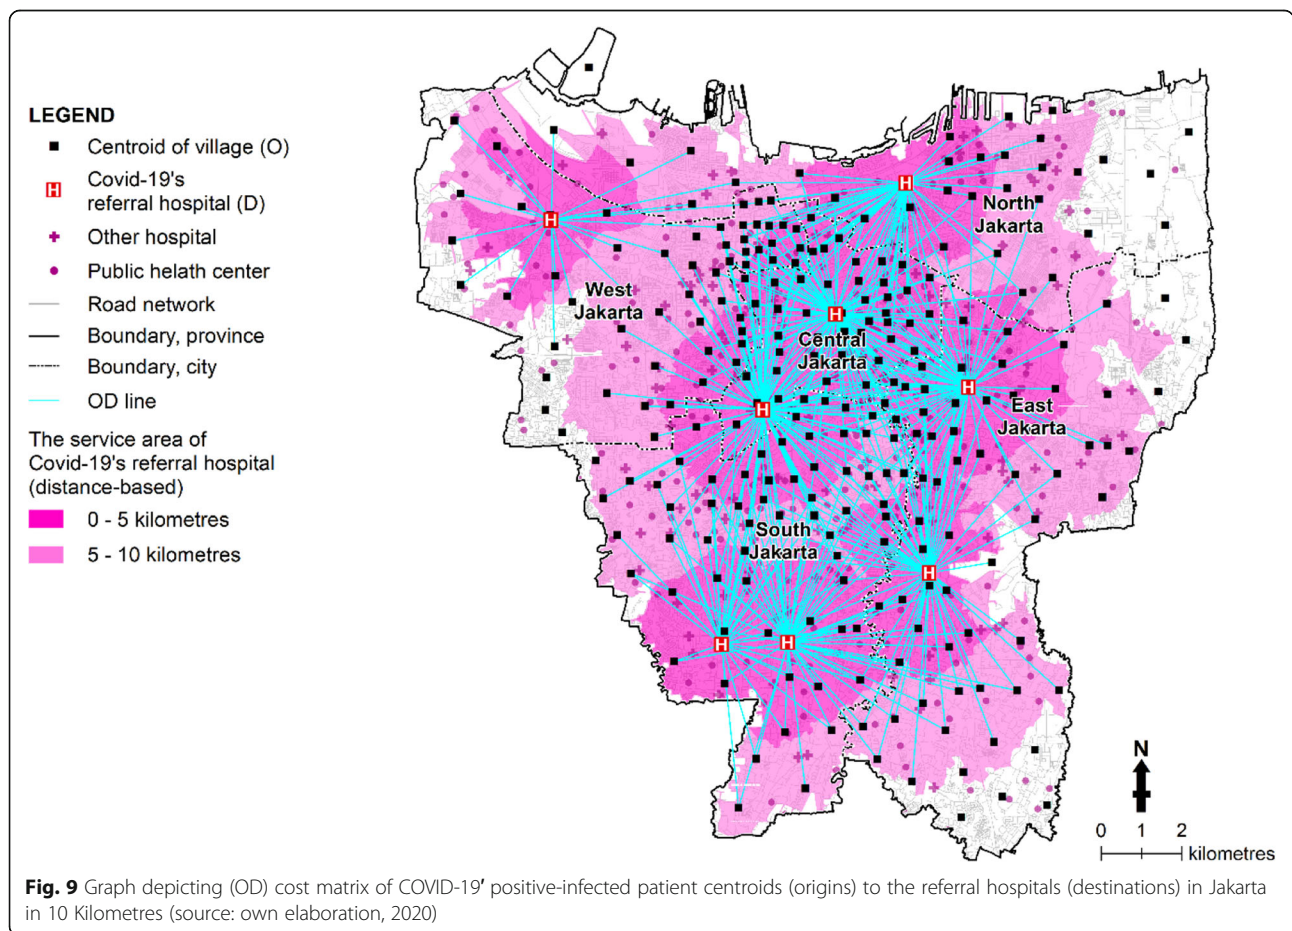 LEGEND
Centroid of village (O)
Covid-19's
referral hospital (D)
Other hospital
Public helath center
Road network
Boundary, province
Boundary, city
OD line
The service area of
Covid-19's referral hospital
(distance-based)
0 - 5 kilometres
5 - 10 kilometres
H
H
North
Jakarta
West
Jakarta
H
Central
Jakarta
H
H
East
Jakarta
South
Jakarta
H
H
H
N
0 1 2
kilometres
Fig. 9 Graph depicting (OD) cost matrix of COVID-19′ positive-infected patient centroids (origins) to the referral hospitals (destinations) in Jakarta
in 10 Kilometres (source: own elaboration, 2020)